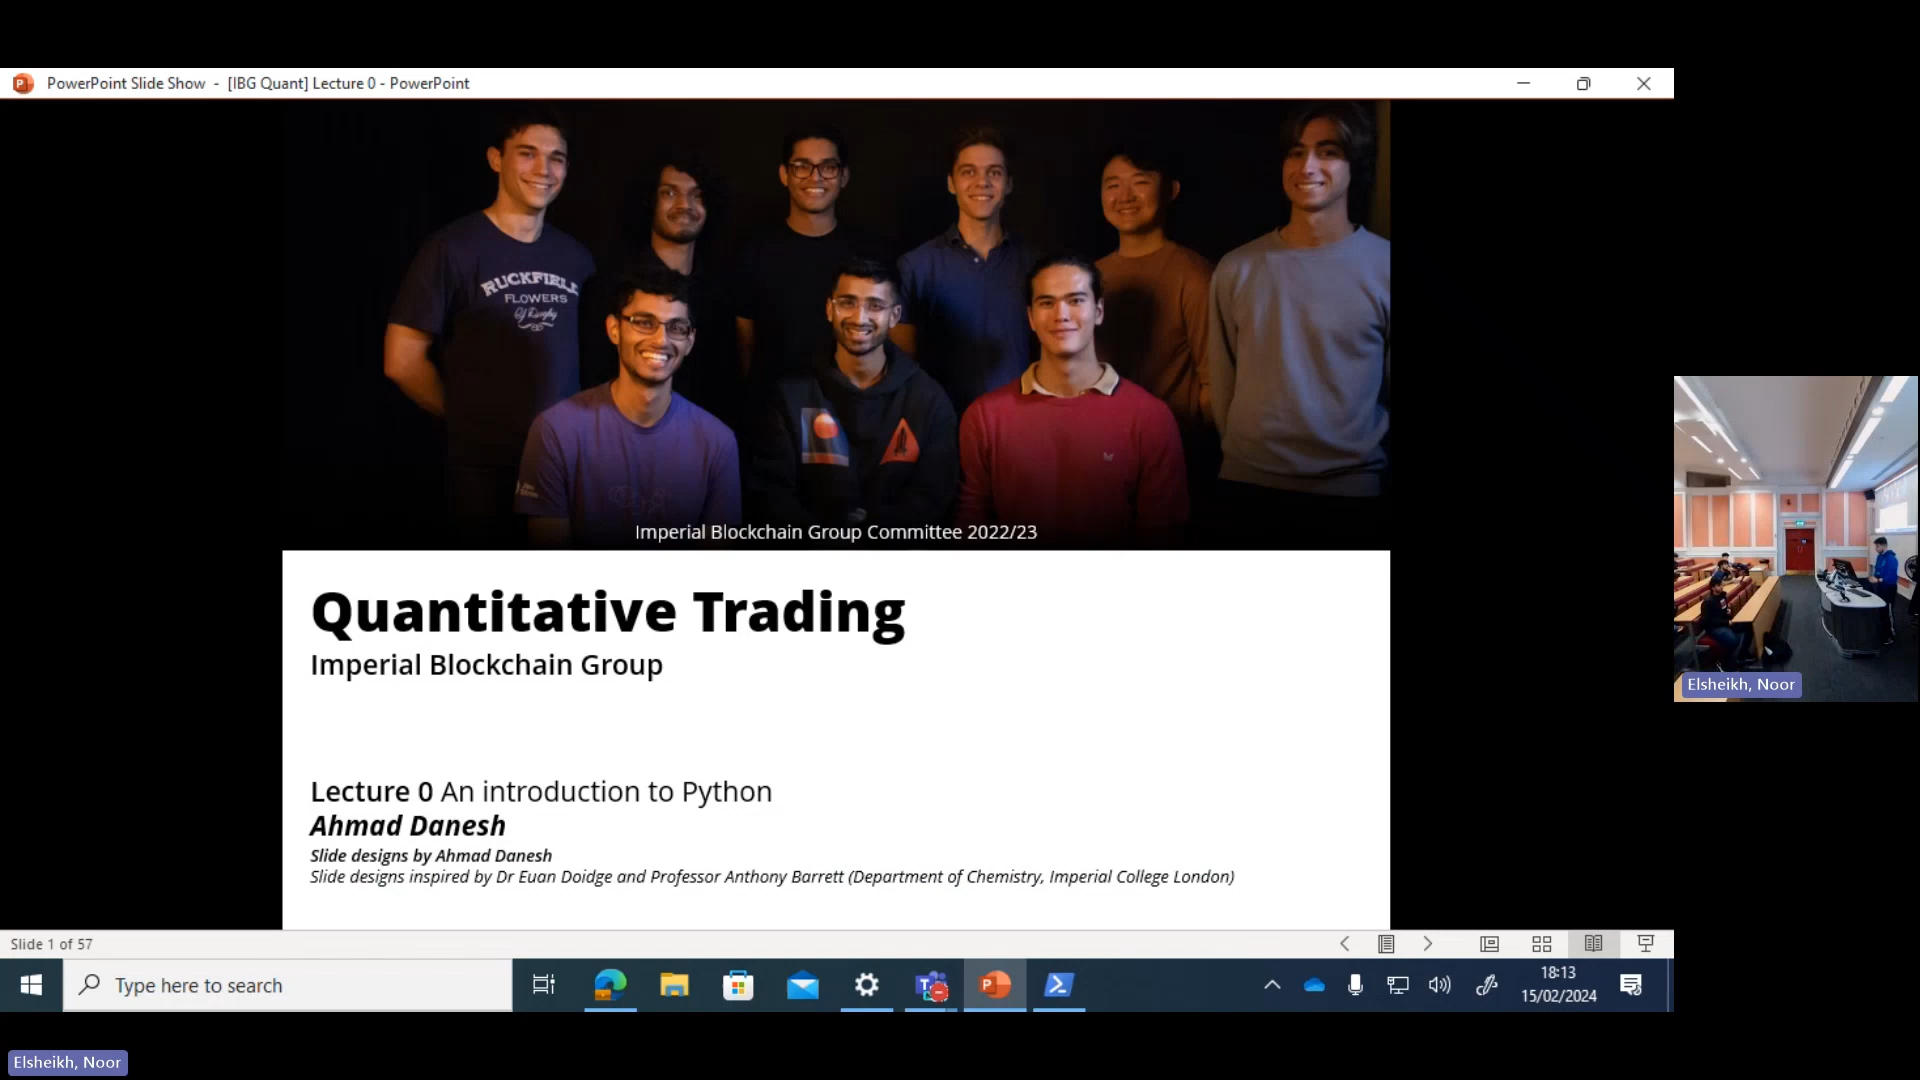 PowerPoint Slide Show - [IBG Quant] Lecture 0 - PowerPoint
RUCKFIELD
FLOWERS
Imperial Blockchain Group Committee 2022/23
Quantitative Trading
Imperial Blockchain Group
Lecture 0 An introduction to Python
Ahmad Danesh
Slide designs by Ahmad Danesh
Slide designs inspired by Dr Euan Doidge and Professor Anthony Barrett (Department of Chemistry, Imperial College London)
Elsheikh, Noor
Slide 1 of 57
Type here to search
18:13
15/02/2024
Elsheikh, Noor